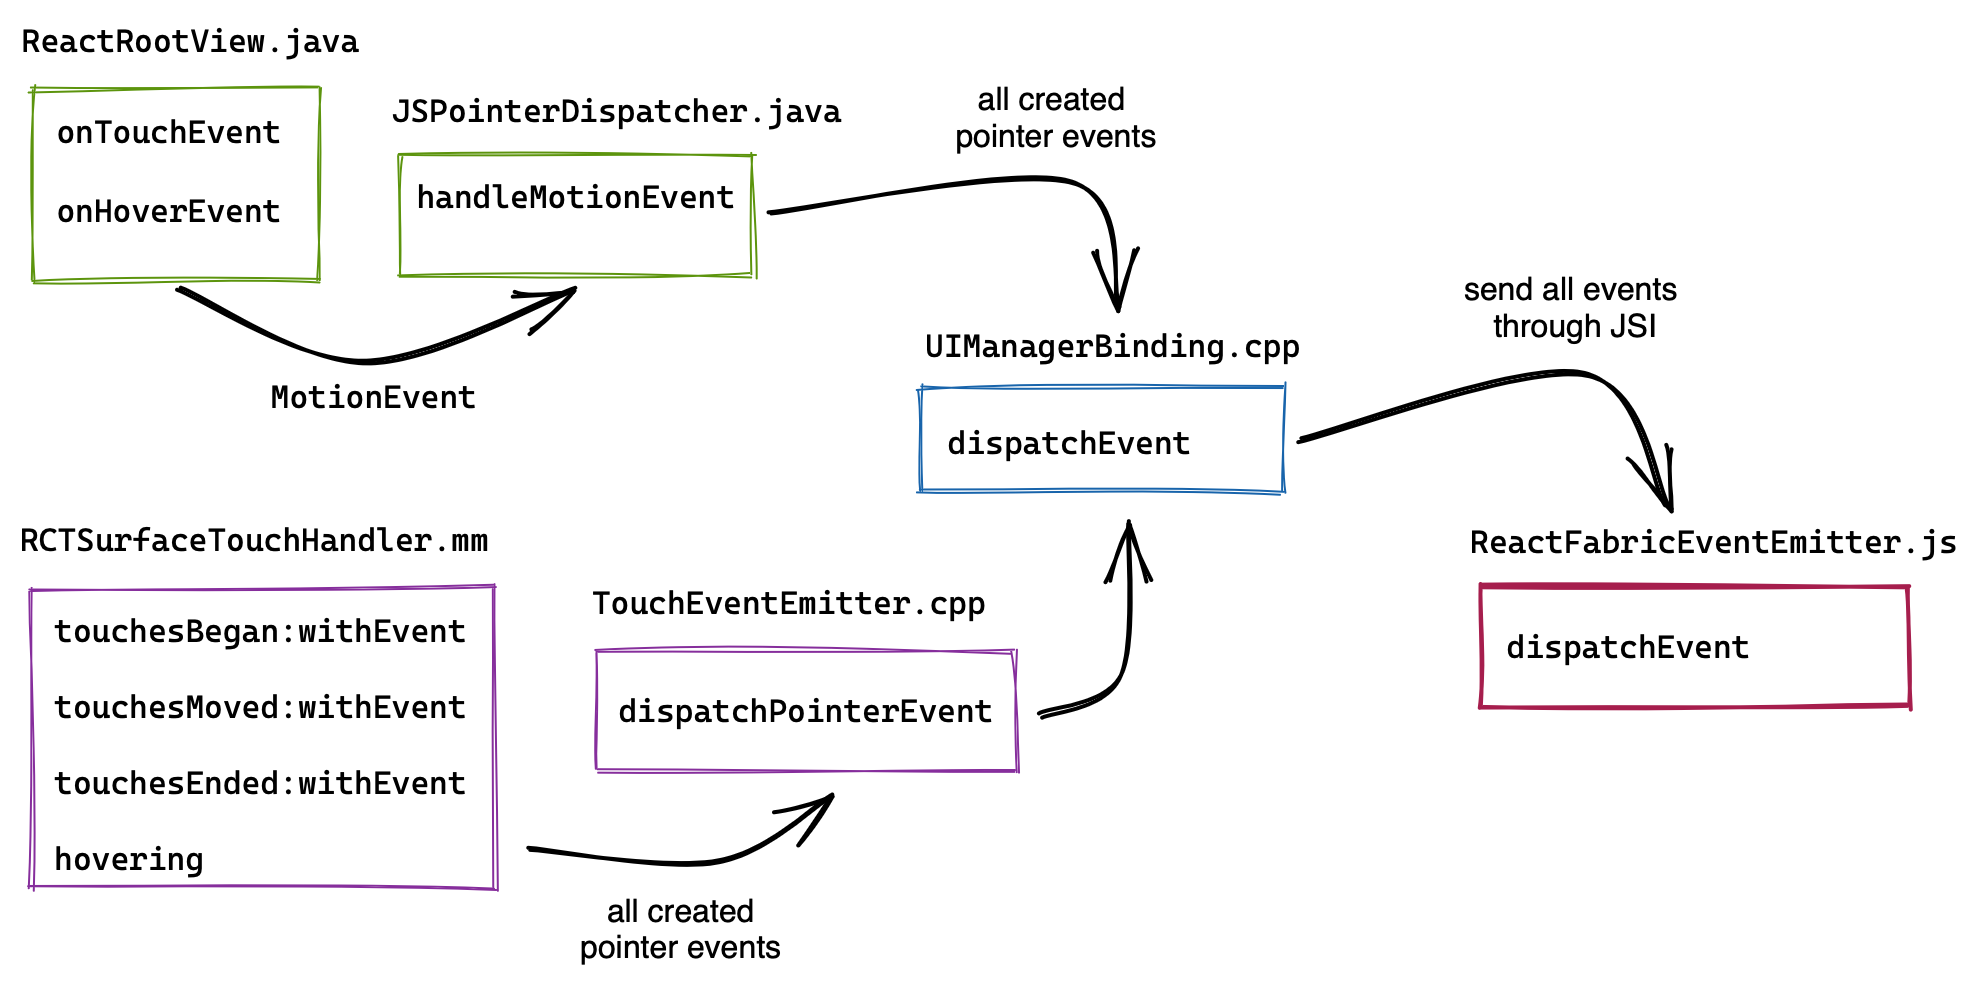 ReactRootView.java
onTouchEvent
onHoverEvent
JSPointerDispatcher.java
handleMotionEvent
MotionEvent
all created
pointer events
UIManagerBinding.cpp
dispatchEvent
send all events
through JSI
RCTSurfaceTouchHandler.mm
touchesBegan:withEvent
touchesMoved:withEvent
touchesEnded:withEvent
hovering
all created
pointer events
TouchEventEmitter.cpp
dispatchPointerEvent
ReactFabricEventEmitter.js
dispatchEvent